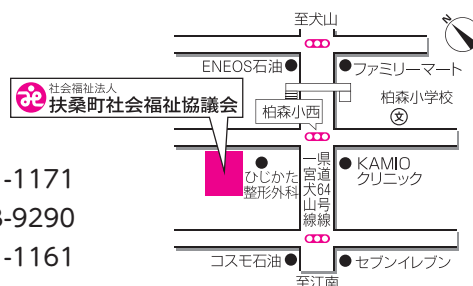 至犬山
N
ENEOS石油
ファミリーマート
社会福祉法人
扶桑町社会福祉協議会
柏森小西
柏森小学校
文
-1171
-9290
-1161
ひじかた
整形外科
県道64号線
一宮犬山線
KAMIO
クリニック
コスモ石油
セブンイレブン
至江南